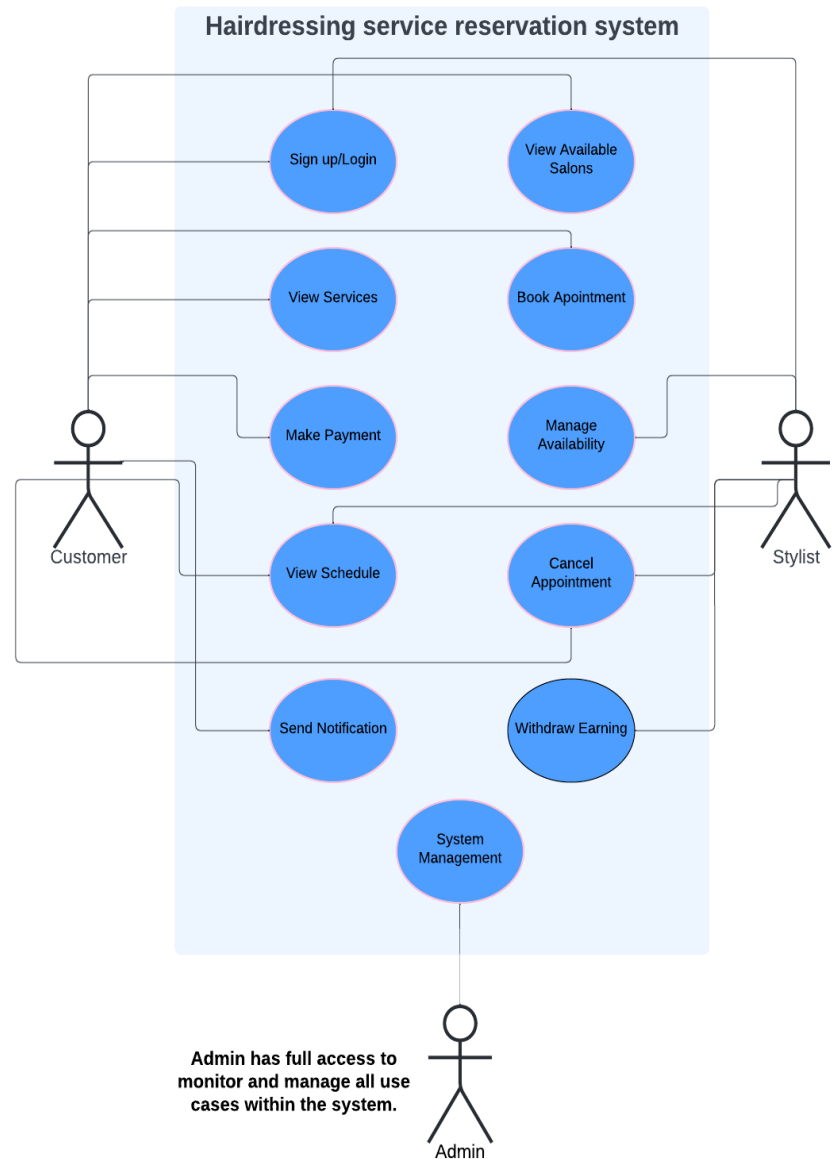 Hairdressing service reservation system
Sign up/Login
View Available
Salons
View Services
Book Apointment
Make Payment
Manage
Availability
Customer
Stylist
View Schedule
Cancel
Appointment
Send Notification
Withdraw Earning
System
Management
Admin has full access to
monitor and manage all use
cases within the system.
Admin